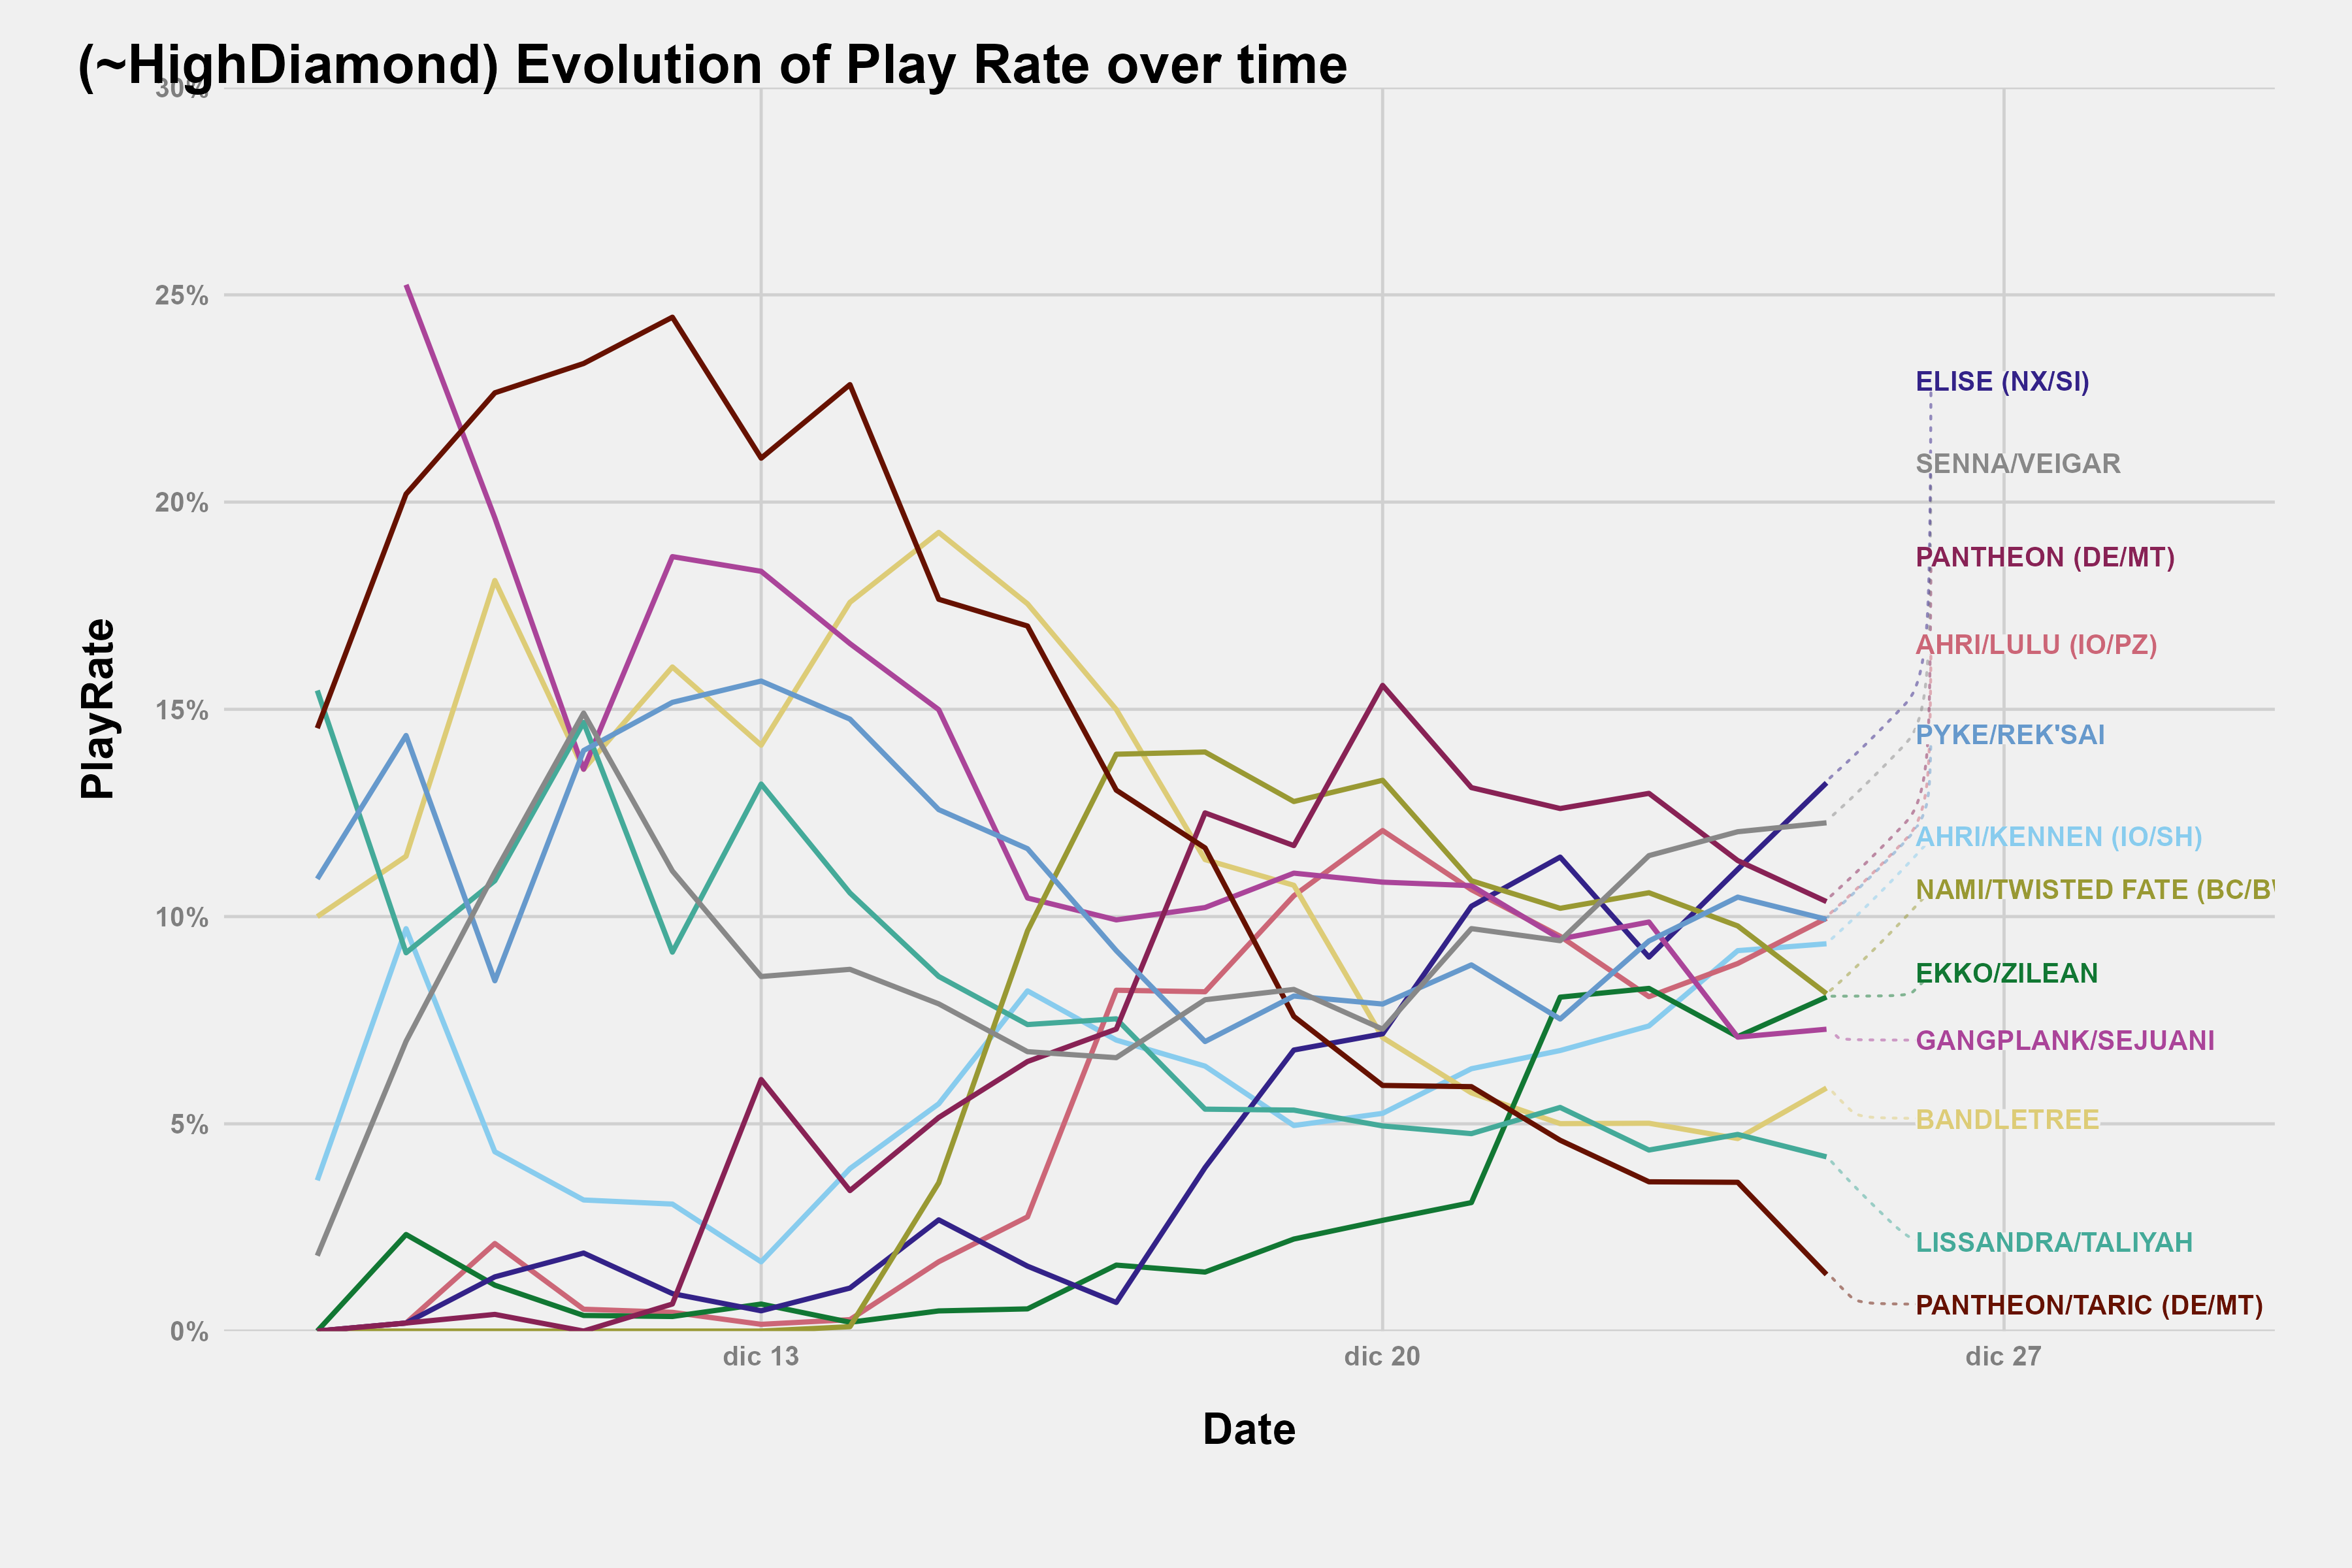 (~HighDiamond) Evolution of Play Rate over time
30%
25%
20%
15%
10%
5%
0%
PlayRate
ELISE (NX/SI)
SENNA/VEIGAR
PANTHEON (DE/MT)
AHRI/LULU (IO/PZ)
PYKE/REK'SAI
AHRI/KENNEN (IO/SH)
NAMI/TWISTED FATE (BC/B
EKKO/ZILEAN
GANGPLANK/SEJUANI
BANDLETREE
LISSANDRA/TALIYAH
PANTHEON/TARIC (DE/MT)
dic 13
dic 20
dic 27
Date